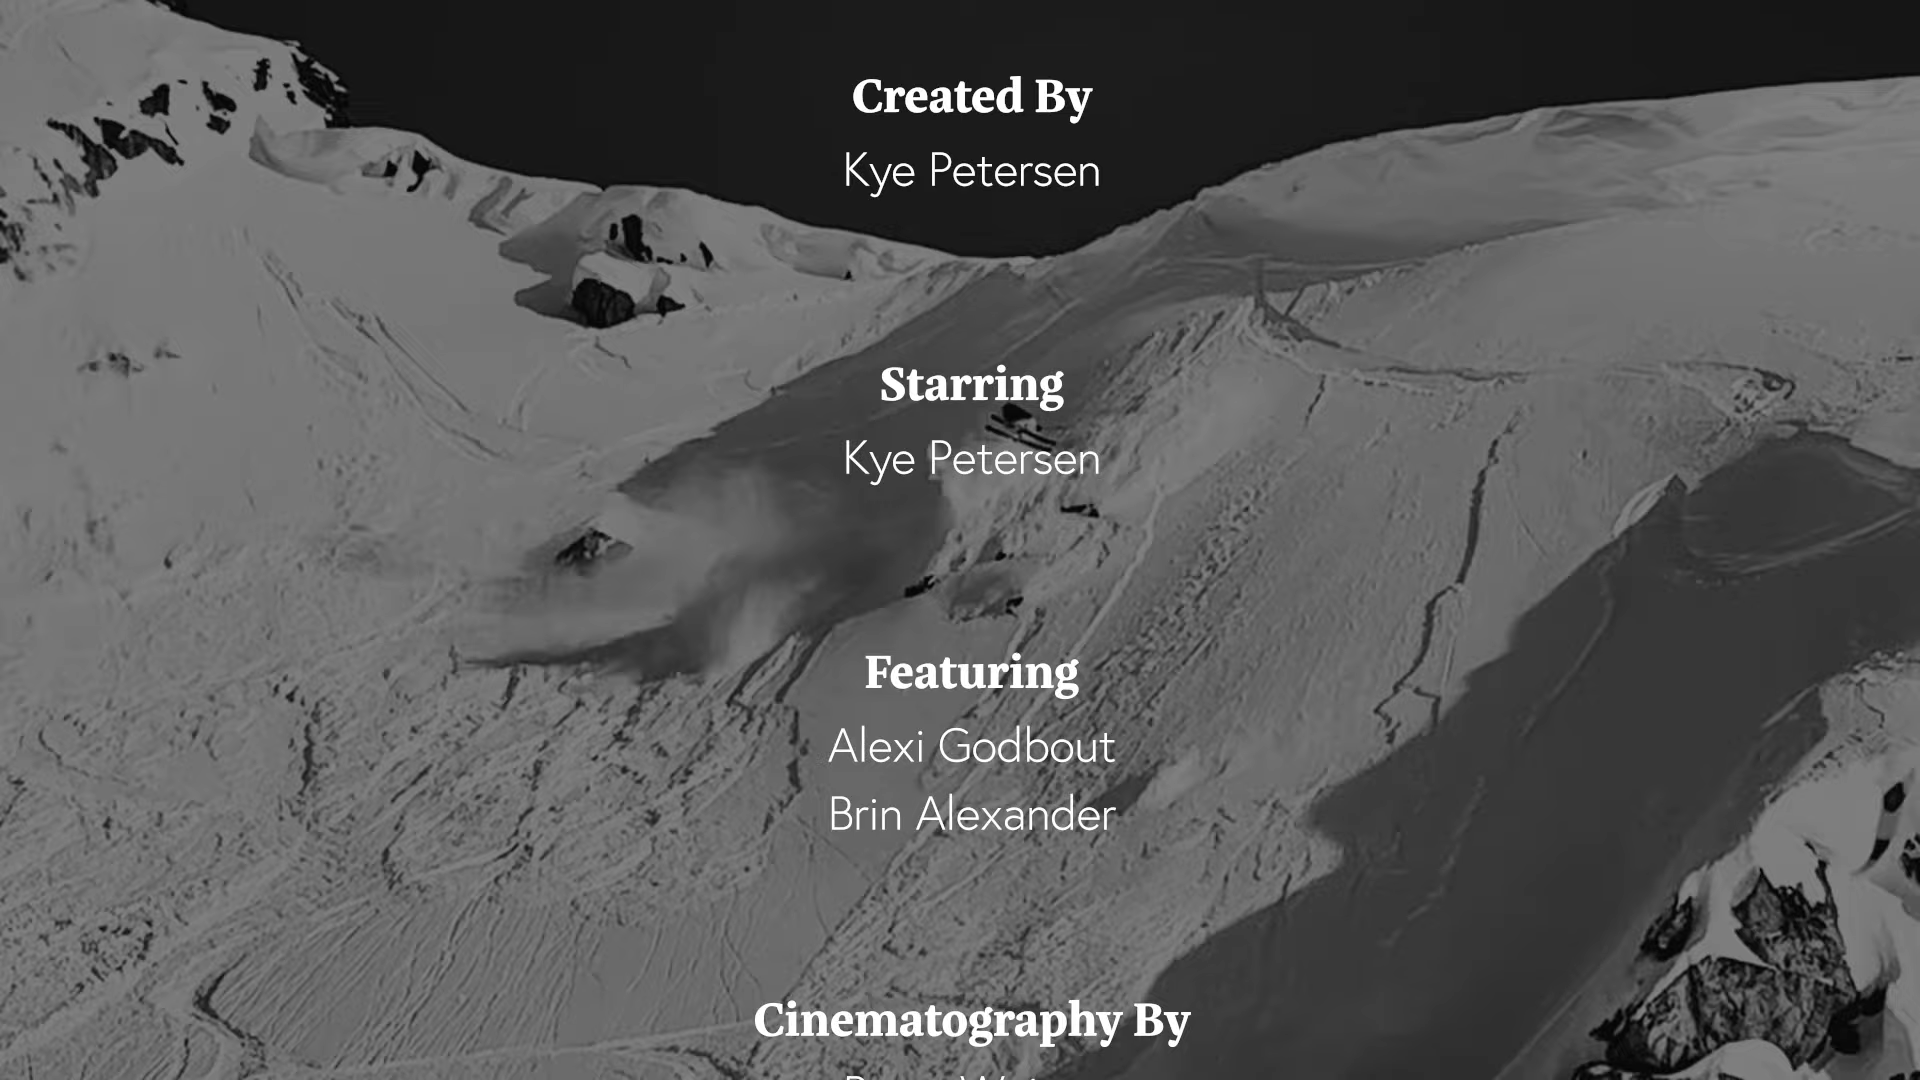 Created By
Kye Petersen
Starring
Kye Petersen
Featuring
Alexi Godbout
Brin Alexander
Cinematography By